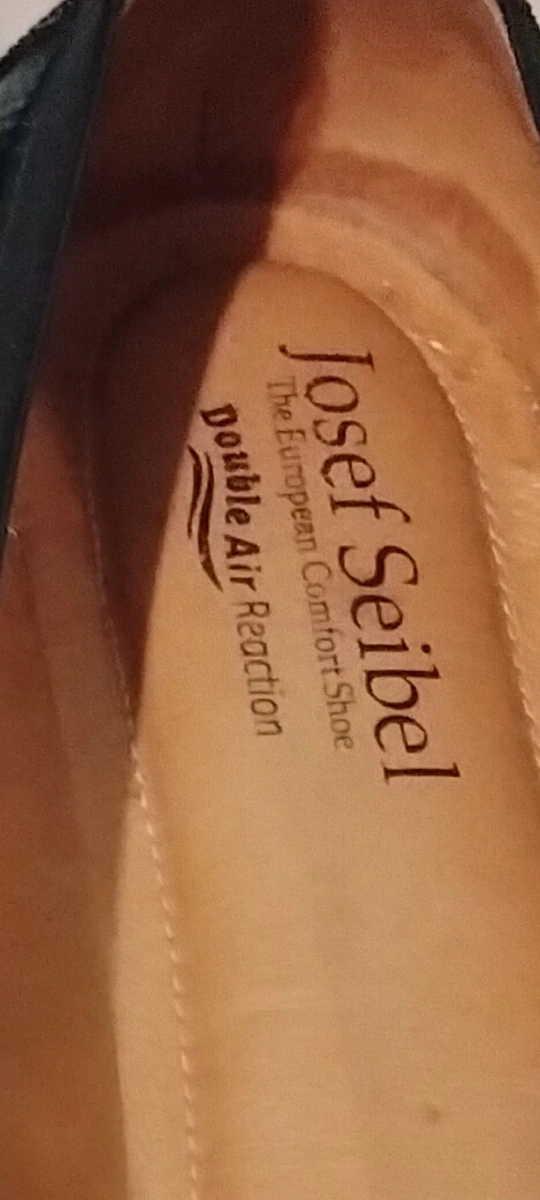 Josef Seibel
The European Comfort Shoe
Double Air Reaction